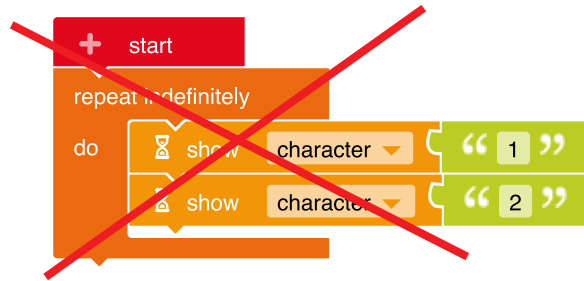 start
repeat indefinitely
do show character “ 1 ”
show character “ 2 ”